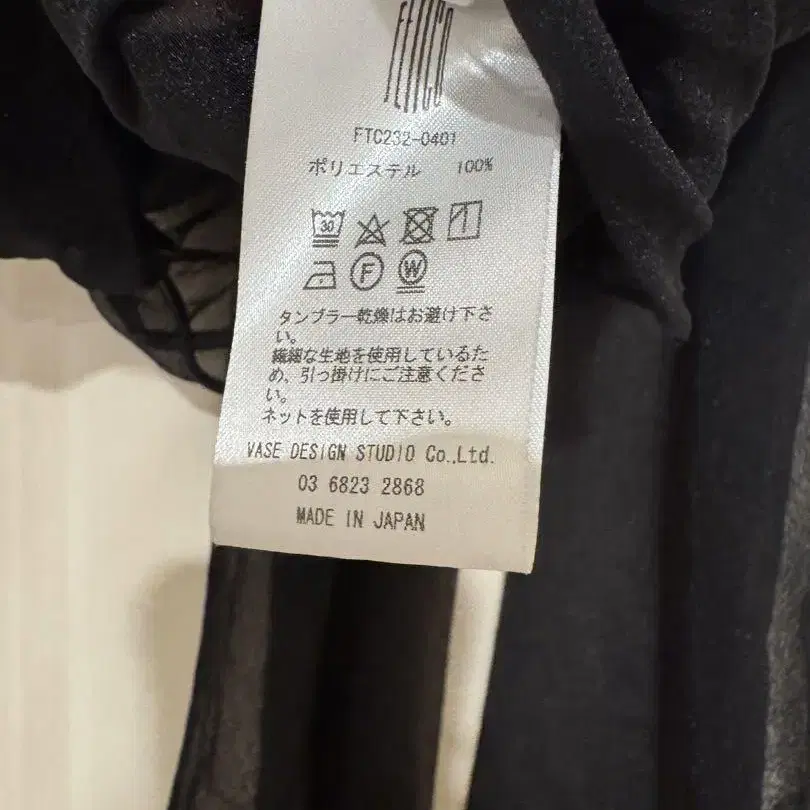 FETICO
FTC232-0401
ポリエステル 100%
30
F
W
タンブラー乾燥はお避け下さ
い。
繊細な生地を使用しているた
め、引っ掛けにご注意くださ
い。
ネットを使用して下さい。
VASE DESIGN STUDIO Co.,Ltd.
03 6823 2868
MADE IN JAPAN